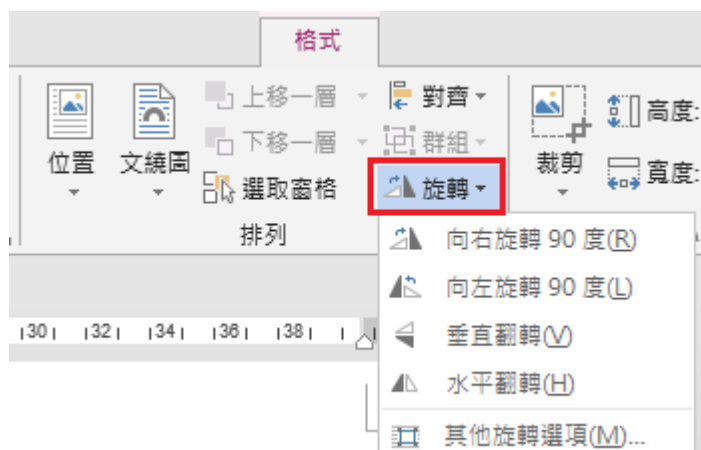 格式
位置
文繞圖
上移一層
下移一層
選取窗格
對齊
群組
旋轉
排列
裁剪
高度:
寬度:
向右旋轉 90 度(R)
向左旋轉 90 度(L)
垂直翻轉(V)
水平翻轉(H)
其他旋轉選項(M)...
30 32 34 36 38